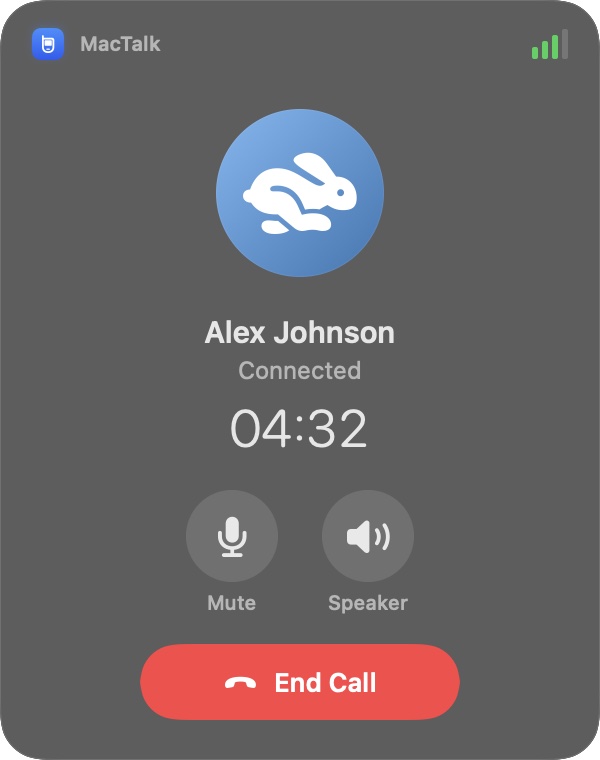 MacTalk
Alex Johnson
Connected
04:32
Mute Speaker
End Call